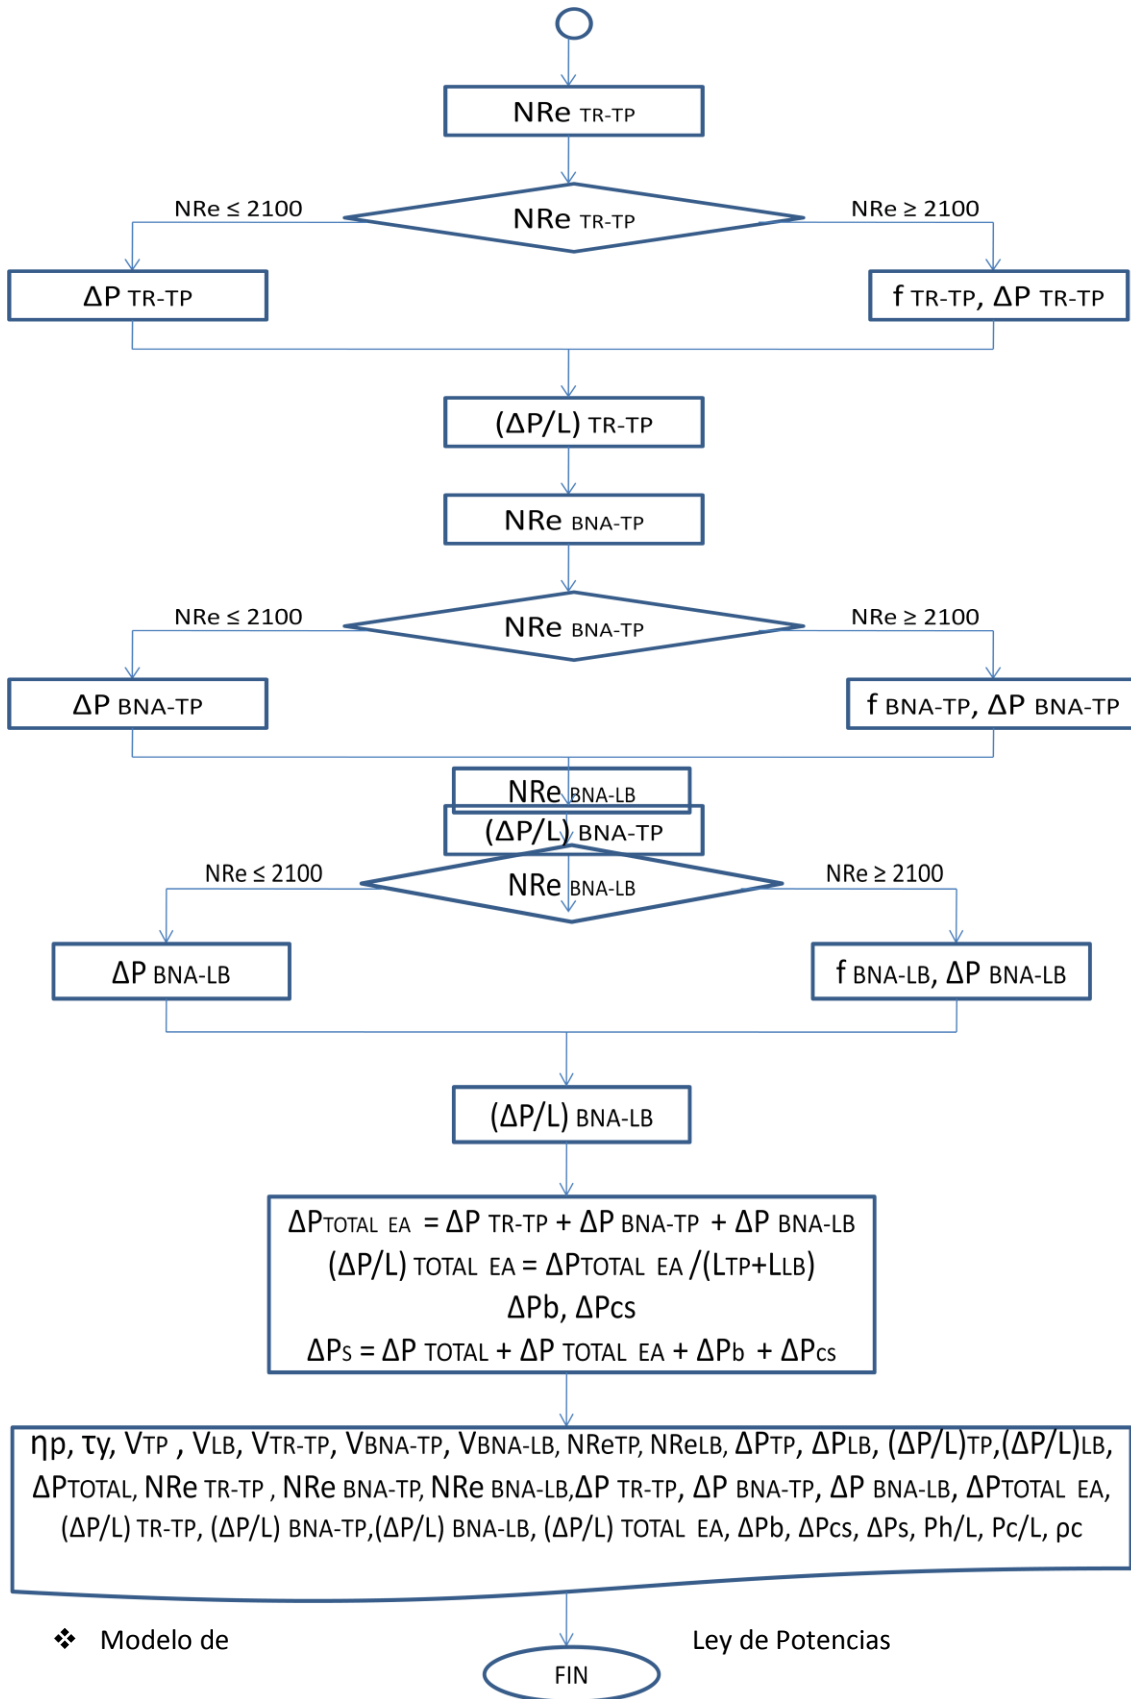 NRe TR-TP
NRe ≤ 2100 NRe TR-TP NRe ≥ 2100
ΔP TR-TP f TR-TP, ΔP TR-TP
(ΔP/L) TR-TP
NRe BNA-TP
NRe ≤ 2100 NRe BNA-TP NRe ≥ 2100
ΔP BNA-TP f BNA-TP, ΔP BNA-TP
NRe BNA-LB
(ΔP/L) BNA-TP
NRe ≤ 2100 NRe BNA-LB NRe ≥ 2100
ΔP BNA-LB f BNA-LB, ΔP BNA-LB
(ΔP/L) BNA-LB
ΔPTOTAL EA = ΔP TR-TP + ΔP BNA-TP + ΔP BNA-LB
(ΔP/L) TOTAL EA = ΔPTOTAL EA /(LTP+LLB)
ΔPb, ΔPcs
ΔPs = ΔP TOTAL + ΔP TOTAL EA + ΔPb + ΔPcs
ηp, τy, VTP , VLB, VTR-TP, VBNA-TP, VBNA-LB, NReTP, NReLB, ΔPTP, ΔPLB, (ΔP/L)TP,(ΔP/L)LB,
ΔPTOTAL, NRe TR-TP , NRe BNA-TP, NRe BNA-LB,ΔP TR-TP, ΔP BNA-TP, ΔP BNA-LB, ΔPTOTAL EA,
(ΔP/L) TR-TP, (ΔP/L) BNA-TP,(ΔP/L) BNA-LB, (ΔP/L) TOTAL EA, ΔPb, ΔPcs, ΔPs, Ph/L, Pc/L, ρc
❖ Modelo de Ley de Potencias
FIN